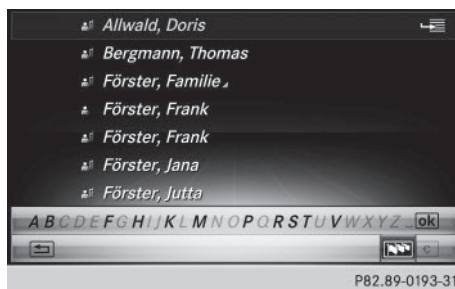 Allwald, Doris
Bergmann, Thomas
Förster, Familie
Förster, Frank
Förster, Frank
Förster, Jana
Förster, Jutta
A B C D E F G H I J K L M N O P Q R S T U V W X Y Z _ ok
c
P82.89-0193-31